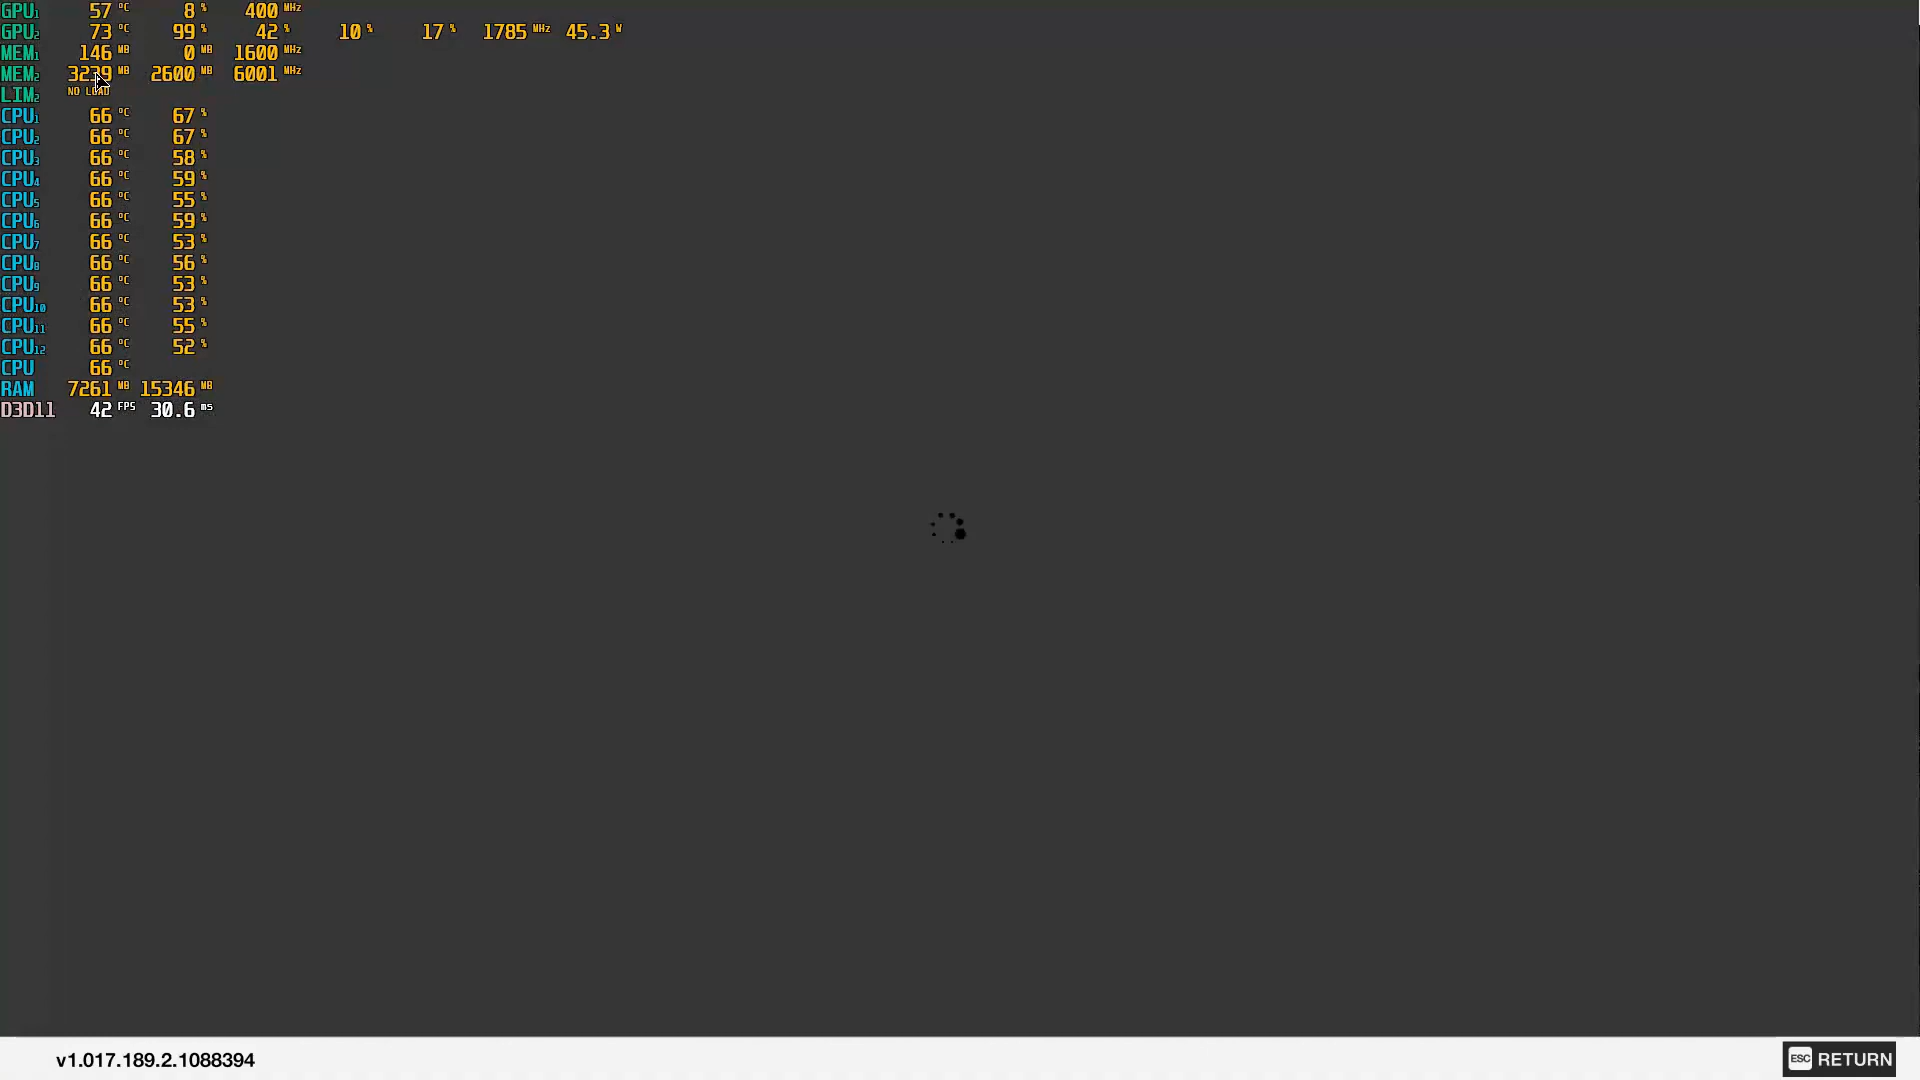 GPU1 57 °C 8 % 400 MHz
GPU2 73 °C 99 % 42 % 10 % 17 % 1785 MHz 45.3 W
MEM1 146 MB 0 MB 1600 MHz
MEM2 3239 MB 2600 MB 6001 MHz
LIM2 NO LOAD
CPU1 66 °C 67 %
CPU2 66 °C 67 %
CPU3 66 °C 58 %
CPU4 66 °C 59 %
CPU5 66 °C 55 %
CPU6 66 °C 59 %
CPU7 66 °C 53 %
CPU8 66 °C 56 %
CPU9 66 °C 53 %
CPU10 66 °C 53 %
CPU11 66 °C 55 %
CPU12 66 °C 52 %
CPU 66 °C
RAM 7261 MB 15346 MB
D3D11 42 FPS 30.6 ms
v1.017.189.2.1088394
ESC RETURN